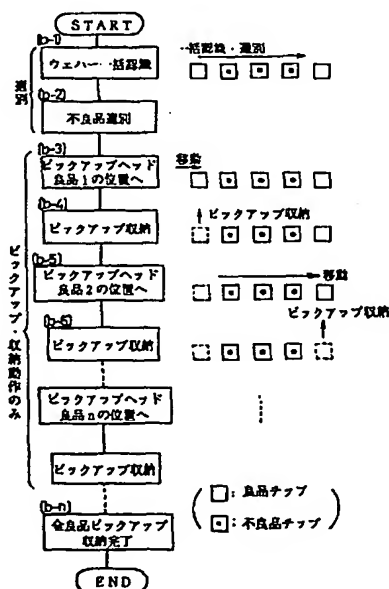 START
(b-1)
ウェハー一括認識
一括認識・選別
(b-2)
不良品選別
選別
(b-3)
ピックアップヘッド
良品1の位置へ
移動
(b-4)
ピックアップ収納
ピックアップ収納
(b-5)
ピックアップヘッド
良品2の位置へ
移動
(b-6)
ピックアップ収納
ピックアップ収納
ピックアップ・収納動作のみ
ピックアップヘッド
良品nの位置へ
ピックアップ収納
(b-n)
全良品ピックアップ
収納完了
END
:良品チップ
:不良品チップ